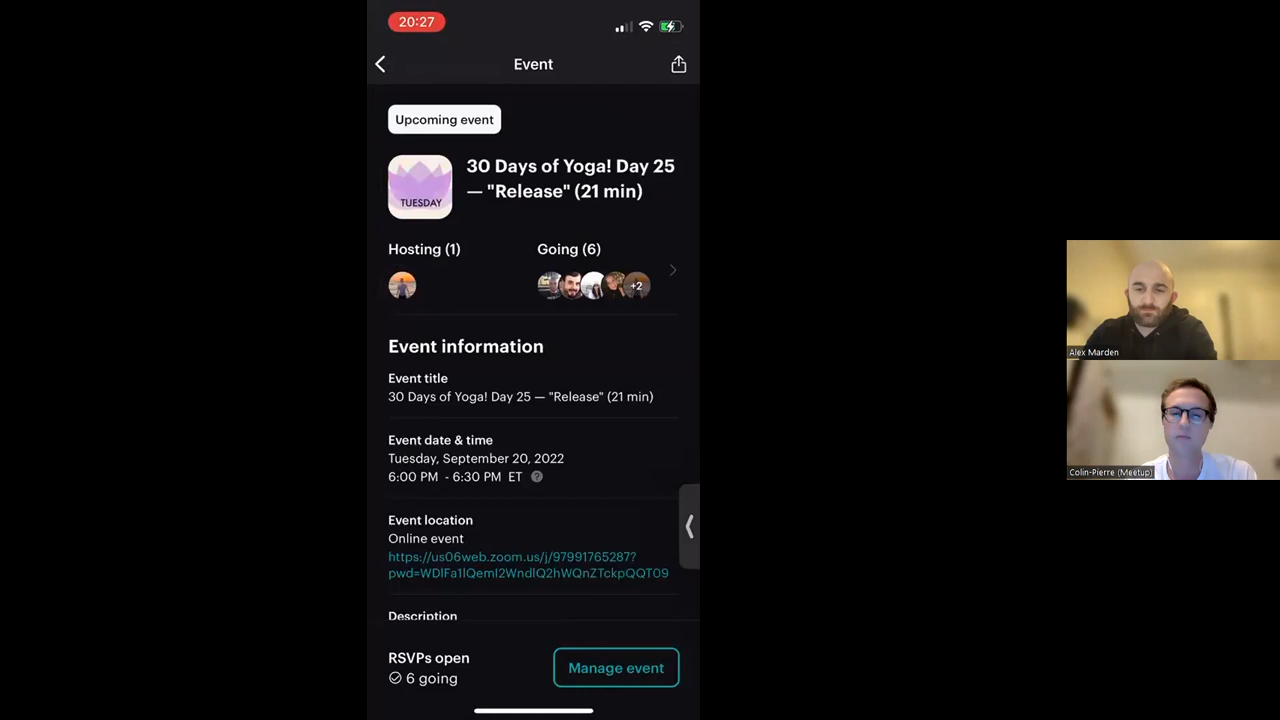 20:27
Event
Upcoming event
30 Days of Yoga! Day 25
— "Release" (21 min)
TUESDAY
Hosting (1)
Going (6)
+2
Event information
Event title
30 Days of Yoga! Day 25 — "Release" (21 min)
Event date & time
Tuesday, September 20, 2022
6:00 PM - 6:30 PM ET ?
Event location
Online event
https://us06web.zoom.us/j/97991765287?
pwd=WDlFa1lQemI2WndlQ2hWQnZTckpQQT09
Description
RSVPs open
6 going
Manage event
Alex Marden
Colin-Pierre (Meetup)